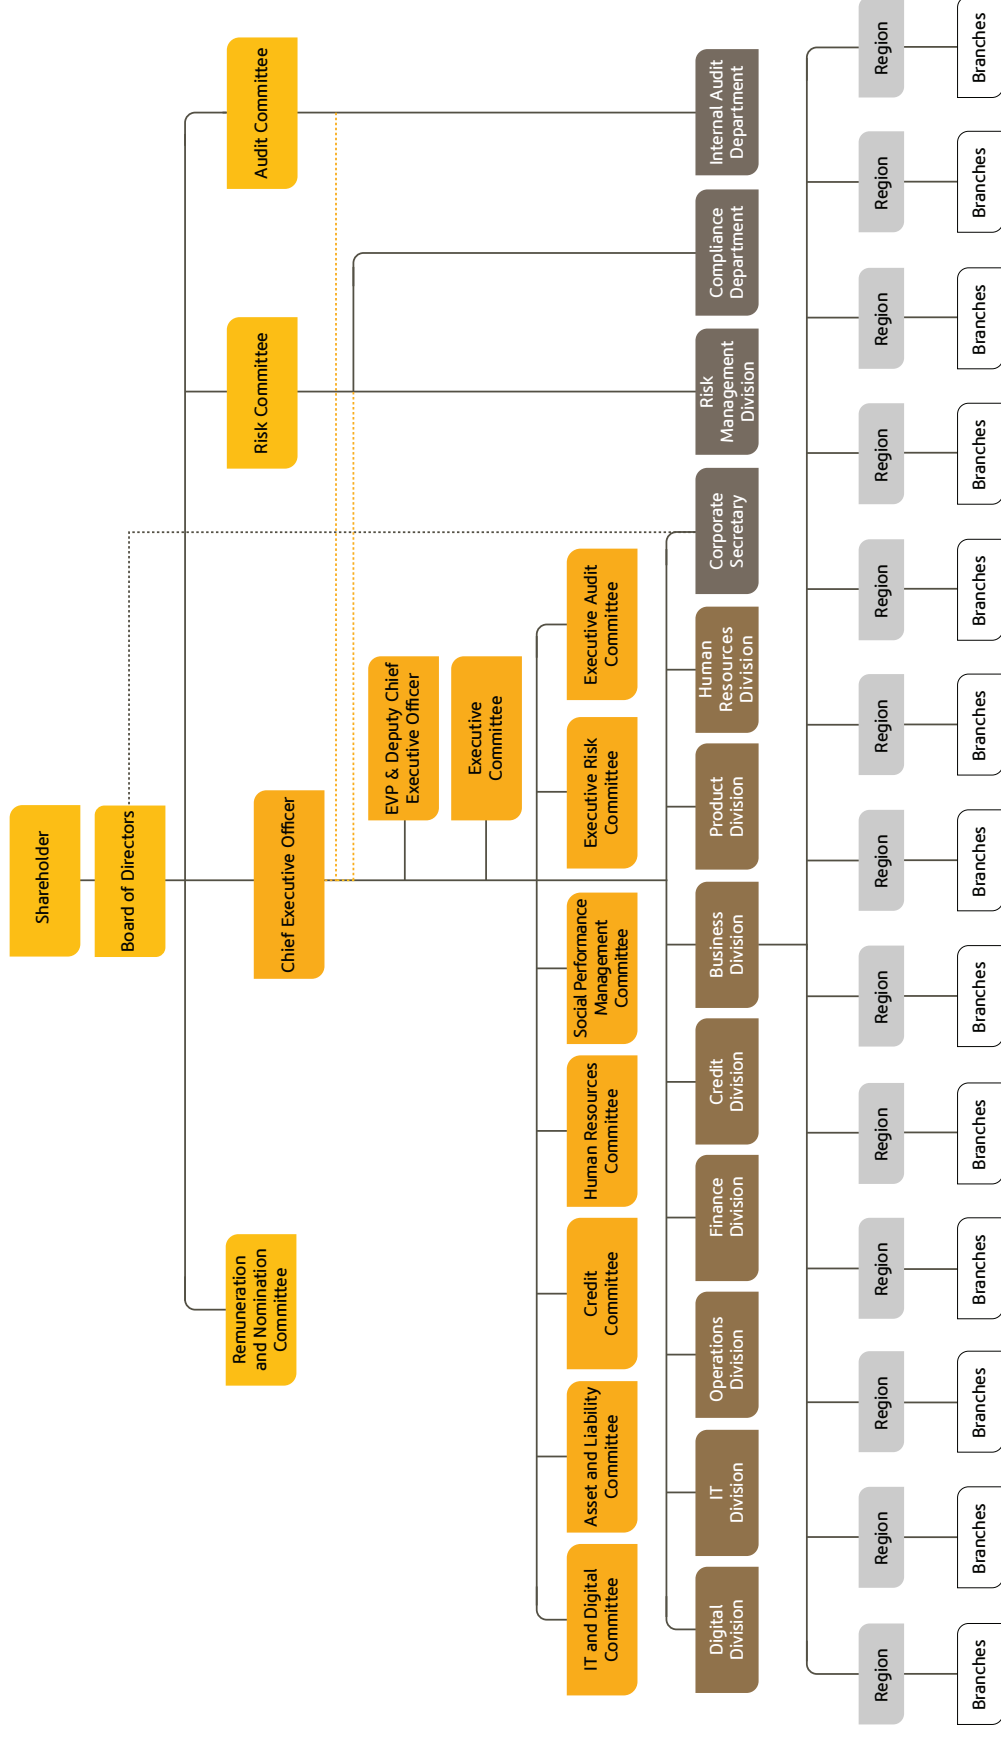 Shareholder
Board of Directors
Remuneration
and Nomination
Committee
Chief Executive Officer
Risk Committee
Audit Committee
EVP & Deputy Chief
Executive Officer
Executive
Committee
IT and Digital
Committee
Asset and Liability
Committee
Credit
Committee
Human Resources
Committee
Social Performance
Management
Committee
Executive Risk
Committee
Executive Audit
Committee
Digital
Division
IT
Division
Operations
Division
Finance
Division
Credit
Division
Business
Division
Product
Division
Human
Resources
Division
Corporate
Secretary
Risk
Management
Division
Compliance
Department
Internal Audit
Department
Region
Region
Region
Region
Region
Region
Region
Region
Region
Region
Region
Region
Region
Branches
Branches
Branches
Branches
Branches
Branches
Branches
Branches
Branches
Branches
Branches
Branches
Branches